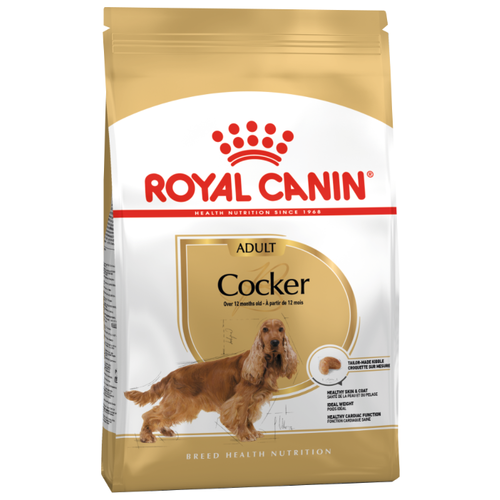 ROYAL CANIN®
HEALTH NUTRITION SINCE 1968
ADULT
Cocker
Over 12 months old - À partir de 12 mois
TAILOR-MADE KIBBLE
CROQUETTE SUR MESURE
HEALTHY SKIN & COAT
SANTÉ DE LA PEAU ET DU PELAGE
IDEAL WEIGHT
POIDS IDÉAL
HEALTHY CARDIAC FUNCTION
FONCTION CARDIAQUE SAINE
BREED HEALTH NUTRITION